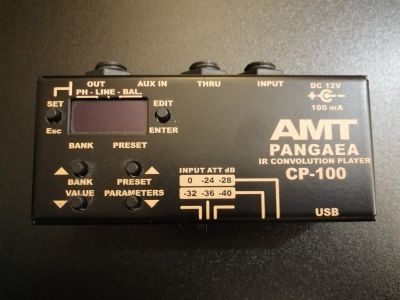 OUT AUX IN THRU INPUT DC 12V
PH - LINE - BAL.
SET EDIT 100 mA
Esc ENTER
AMT
BANK PRESET PANGAEA
IR CONVOLUTION PLAYER
INPUT ATT dB CP-100
BANK PRESET 0 -24 -28
VALUE PARAMETERS -32 -36 -40
USB